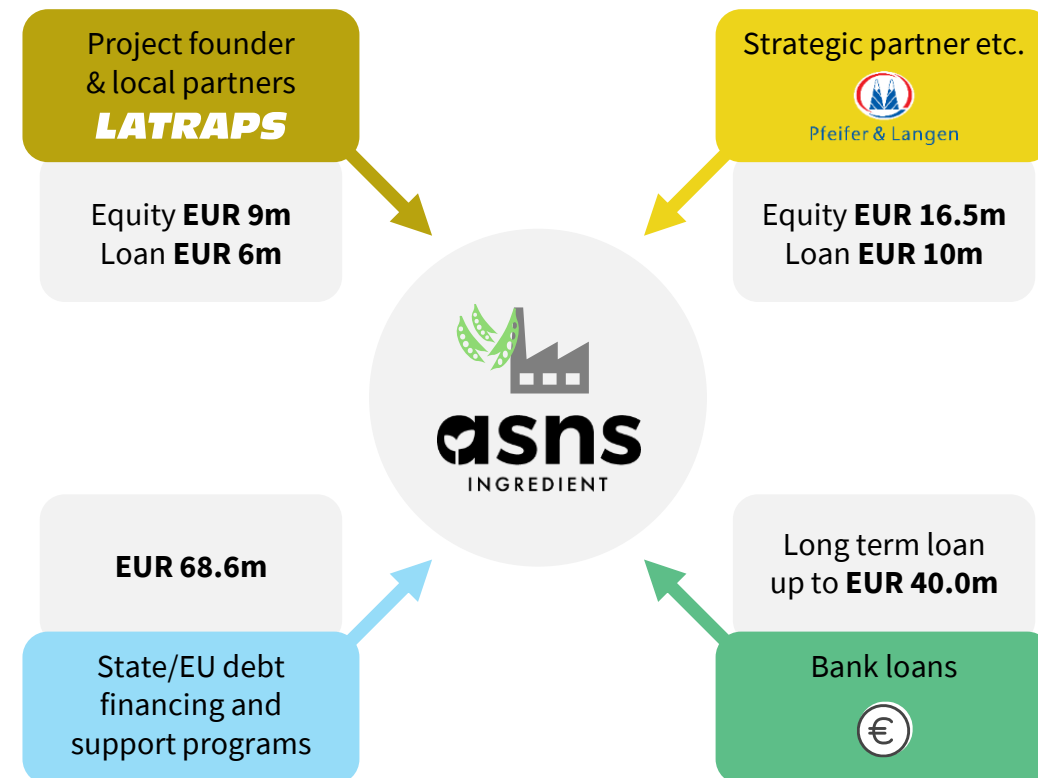 Project founder
& local partners
LATRAPS
Equity EUR 9m
Loan EUR 6m
Strategic partner etc.
Pfeifer & Langen
Equity EUR 16.5m
Loan EUR 10m
asns
INGREDIENT
EUR 68.6m
State/EU debt
financing and
support programs
Long term loan
up to EUR 40.0m
Bank loans
€